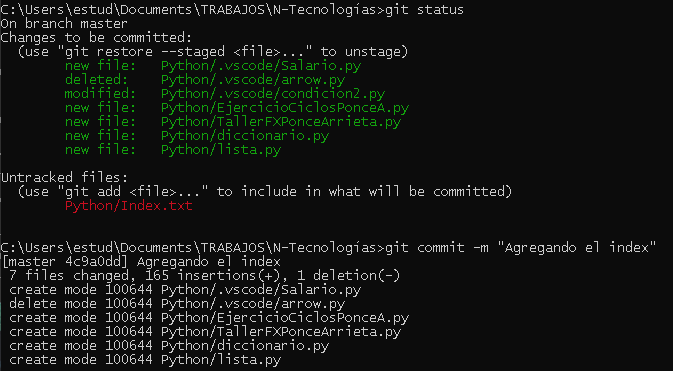 C:\Users\estud\Documents\TRABAJOS\N-Tecnologías>git status
On branch master
Changes to be committed:
  (use "git restore --staged <file>..." to unstage)
        new file:   Python/.vscode/Salario.py
        deleted:    Python/.vscode/arrow.py
        modified:   Python/.vscode/condicion2.py
        new file:   Python/EjercicioCiclosPonceA.py
        new file:   Python/TallerFXPonceArrieta.py
        new file:   Python/diccionario.py
        new file:   Python/lista.py
Untracked files:
  (use "git add <file>..." to include in what will be committed)
        Python/Index.txt
C:\Users\estud\Documents\TRABAJOS\N-Tecnologías>git commit -m "Agregando el index"
[master 4c9a0dd] Agregando el index
 7 files changed, 165 insertions(+), 1 deletion(-)
 create mode 100644 Python/.vscode/Salario.py
 delete mode 100644 Python/.vscode/arrow.py
 create mode 100644 Python/EjercicioCiclosPonceA.py
 create mode 100644 Python/TallerFXPonceArrieta.py
 create mode 100644 Python/diccionario.py
 create mode 100644 Python/lista.py